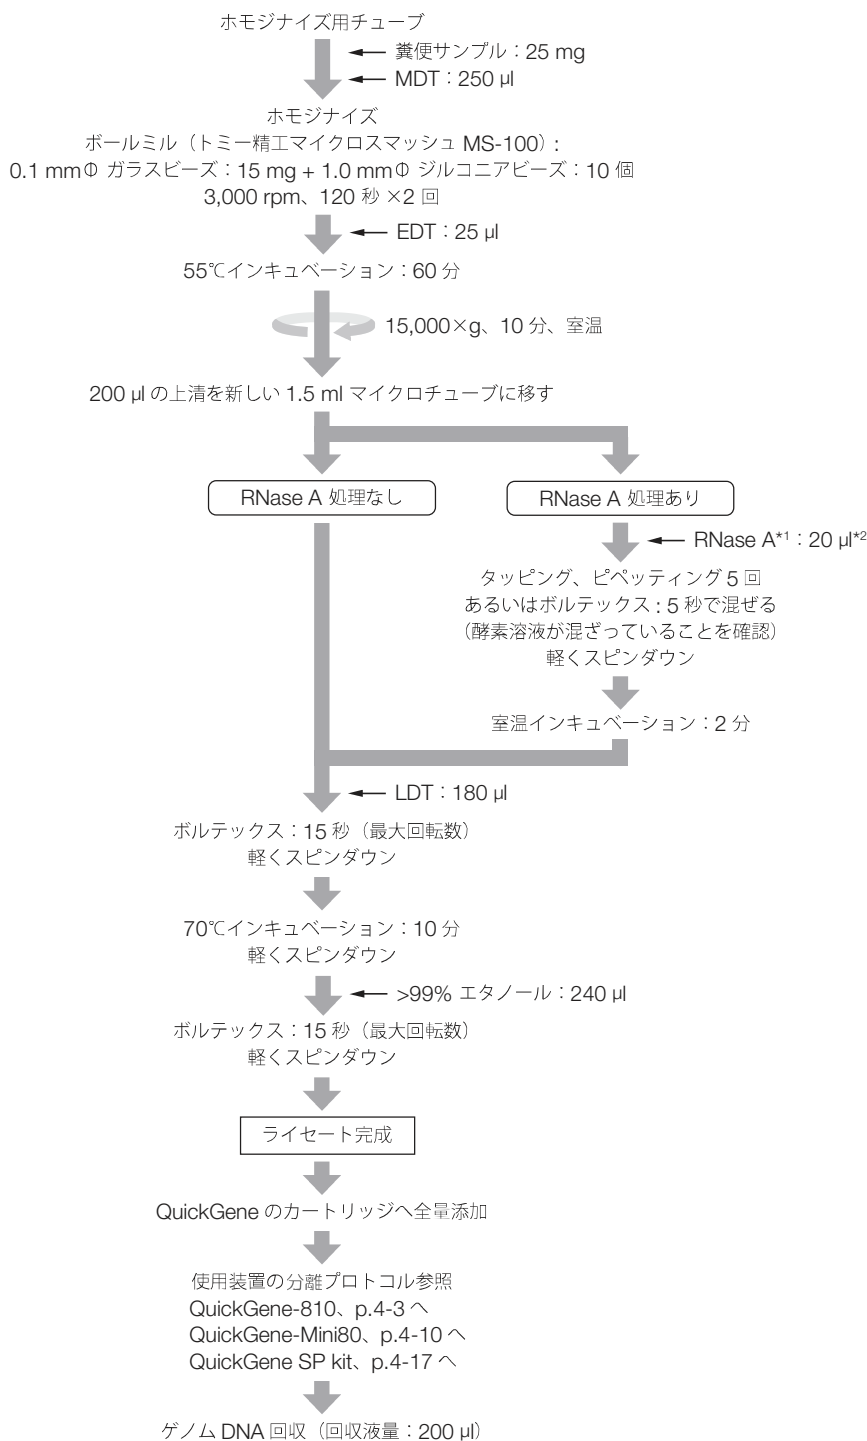 ホモジナイズ用チューブ
糞便サンプル：25 mg
MDT：250 µl
ホモジナイズ
ボールミル（トミー精工マイクロスマッシュ MS-100）:
0.1 mmΦ ガラスビーズ：15 mg + 1.0 mmΦ ジルコニアビーズ：10 個
3,000 rpm、120 秒 ×2 回
EDT：25 µl
55℃インキュベーション：60 分
15,000×g、10 分、室温
200 µl の上清を新しい 1.5 ml マイクロチューブに移す
RNase A 処理なし
RNase A 処理あり
RNase A*1：20 µl*2
タッピング、ピペッティング 5 回
あるいはボルテックス : 5 秒で混ぜる
（酵素溶液が混ざっていることを確認）
軽くスピンダウン
室温インキュベーション：2 分
LDT：180 µl
ボルテックス：15 秒（最大回転数）
軽くスピンダウン
70℃インキュベーション：10 分
軽くスピンダウン
>99% エタノール：240 µl
ボルテックス：15 秒（最大回転数）
軽くスピンダウン
ライセート完成
QuickGene のカートリッジへ全量添加
使用装置の分離プロトコル参照
QuickGene-810、p.4-3 へ
QuickGene-Mini80、p.4-10 へ
QuickGene SP kit、p.4-17 へ
ゲノム DNA 回収（回収液量：200 µl）